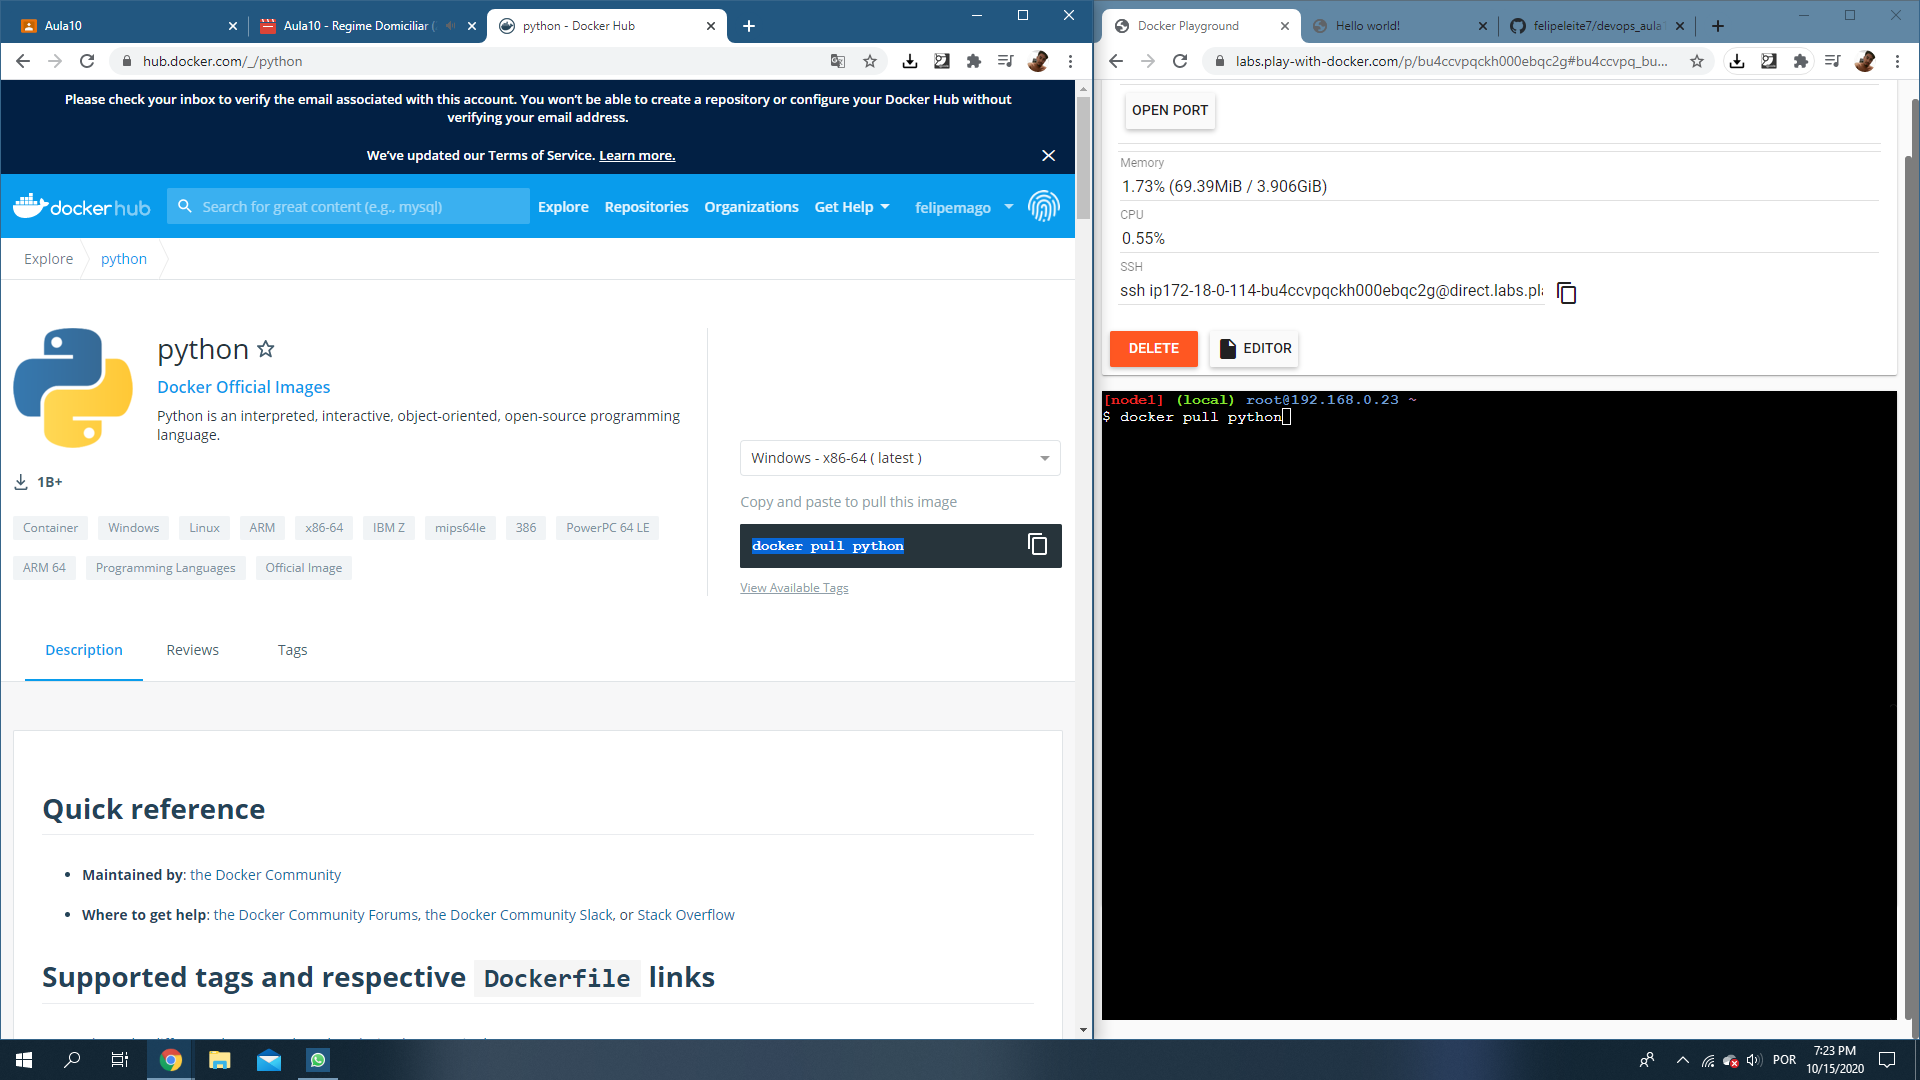 Aula10
Aula10 - Regime Domiciliar (
python - Docker Hub
hub.docker.com/_/python
Please check your inbox to verify the email associated with this account. You won't be able to create a repository or configure your Docker Hub without
verifying your email address.
We've updated our Terms of Service. Learn more.
docker hub
Search for great content (e.g., mysql)
Explore
Repositories
Organizations
Get Help
felipemago
Explore
python
python
Docker Official Images
Python is an interpreted, interactive, object-oriented, open-source programming
language.
1B+
Container
Windows
Linux
ARM
x86-64
IBM Z
mips64le
386
PowerPC 64 LE
ARM 64
Programming Languages
Official Image
Windows - x86-64 ( latest )
Copy and paste to pull this image
docker pull python
View Available Tags
Description
Reviews
Tags
Quick reference
• Maintained by: the Docker Community
• Where to get help: the Docker Community Forums, the Docker Community Slack, or Stack Overflow
Supported tags and respective Dockerfile links
Docker Playground
Hello world!
felipeleite7/devops_aula
labs.play-with-docker.com/p/bu4ccvpqckh000ebqc2g#bu4ccvpq_bu...
OPEN PORT
Memory
1.73% (69.39MiB / 3.906GiB)
CPU
0.55%
SSH
ssh ip172-18-0-114-bu4ccvpqckh000ebqc2g@direct.labs.pl
DELETE
EDITOR
[node1] (local) root@192.168.0.23 ~
$ docker pull python
POR
7:23 PM
10/15/2020